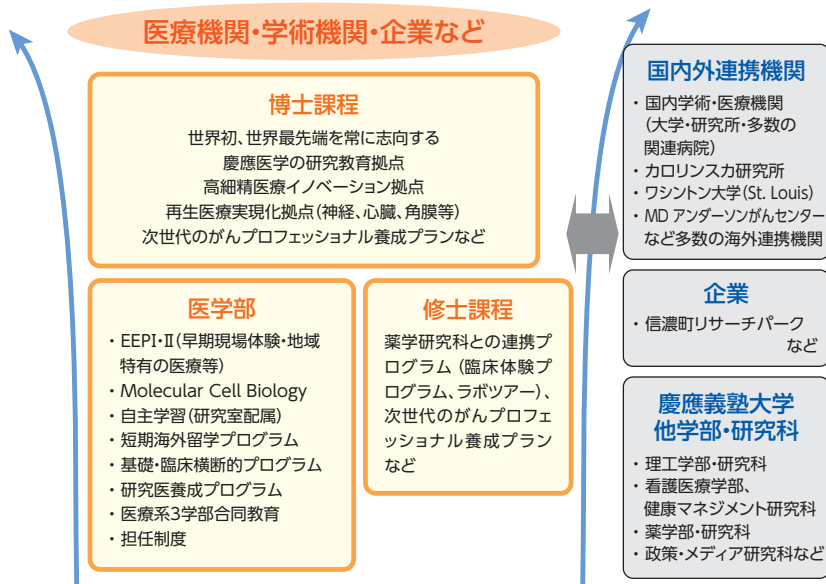 医療機関・学術機関・企業など
博士課程
世界初、世界最先端を常に志向する
慶應医学の研究教育拠点
高細精医療イノベーション拠点
再生医療実現化拠点(神経、心臓、角膜等)
次世代のがんプロフェッショナル養成プランなど
医学部
・EEPI・Ⅱ(早期現場体験・地域
特有の医療等)
・Molecular Cell Biology
・自主学習(研究室配属)
・短期海外留学プログラム
・基礎・臨床横断的プログラム
・研究医養成プログラム
・医療系3学部合同教育
・担任制度
修士課程
薬学研究科との連携プ
ログラム(臨床体験プ
ログラム、ラボツアー)、
次世代のがんプロフェ
ッショナル養成プラン
など
国内外連携機関
・国内学術・医療機関
(大学・研究所・多数の
関連病院)
・カロリンスカ研究所
・ワシントン大学(St. Louis)
・MD アンダーソンがんセンター
など多数の海外連携機関
企業
・信濃町リサーチパーク
など
慶應義塾大学
他学部・研究科
・理工学部・研究科
・看護医療学部、
健康マネジメント研究科
・薬学部・研究科
・政策・メディア研究科など